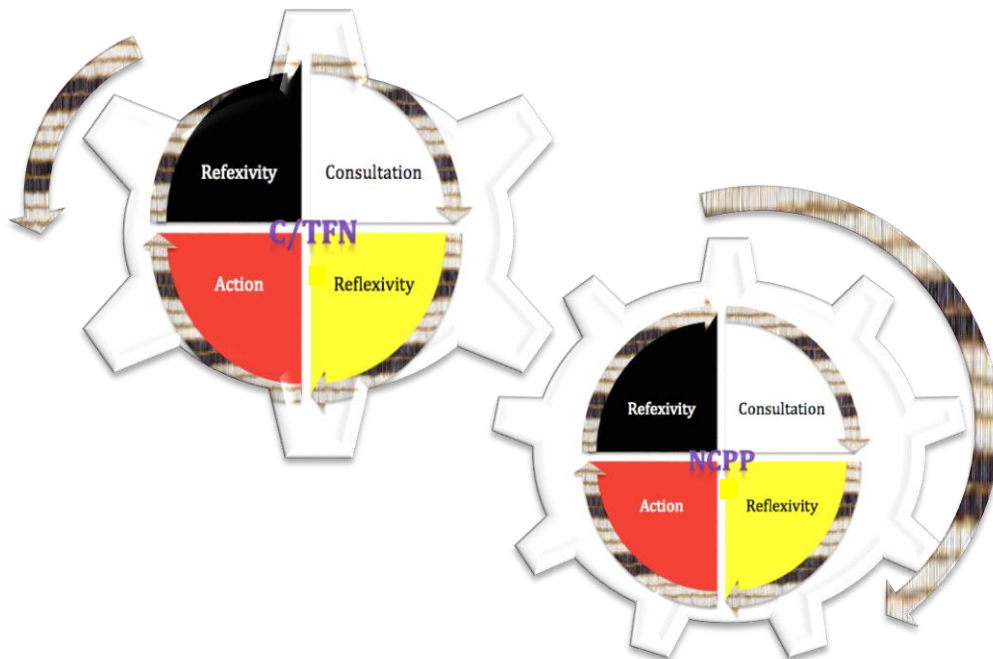 Refexivity
Consultation
C/TFN
Action
Reflexivity
Refexivity
Consultation
NCPP
Action
Reflexivity